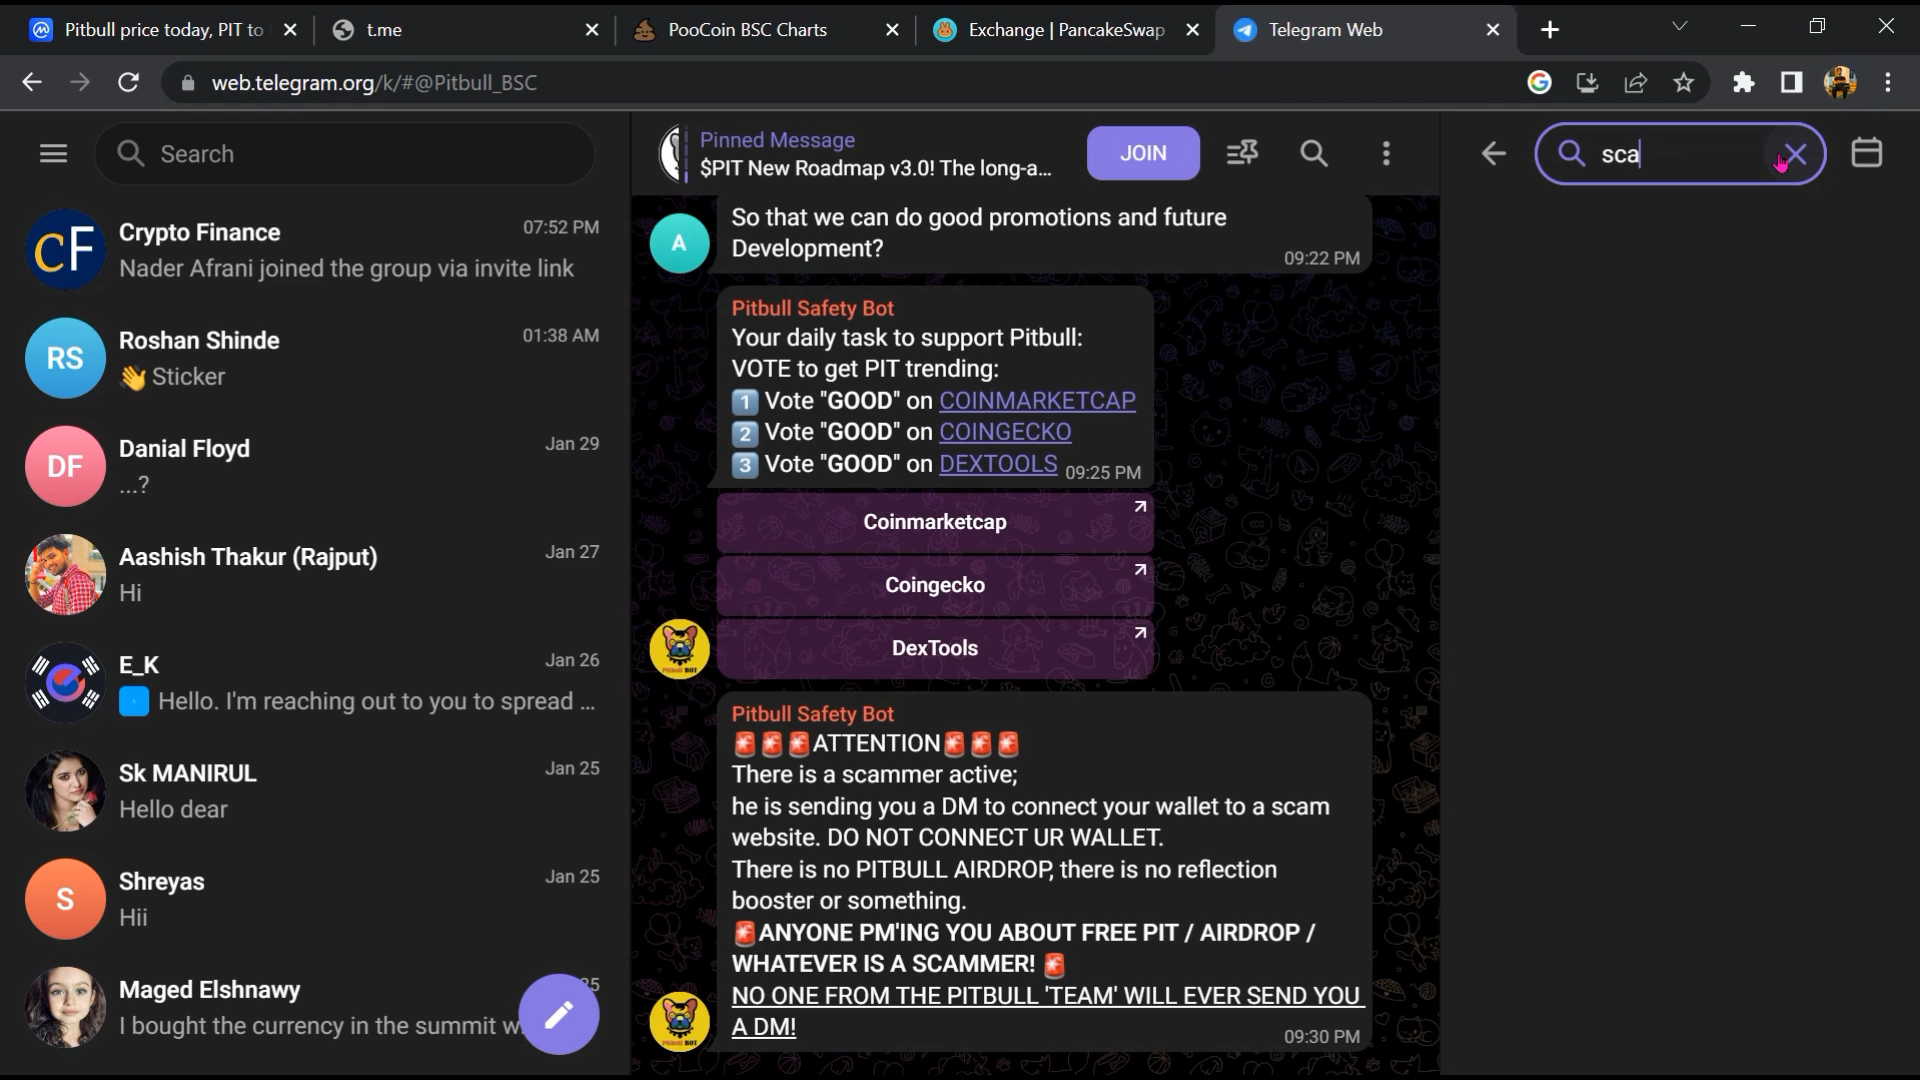 Pitbull price today, PIT to
t.me
PooCoin BSC Charts
Exchange | PancakeSwap
Telegram Web
web.telegram.org/k/#@Pitbull_BSC
Search
Crypto Finance
07:52 PM
Nader Afrani joined the group via invite link
RS
Roshan Shinde
01:38 AM
👋 Sticker
DF
Danial Floyd
Jan 29
...?
Aashish Thakur (Rajput)
Jan 27
Hi
E_K
Jan 26
Hello. I'm reaching out to you to spread ...
Sk MANIRUL
Jan 25
Hello dear
S
Shreyas
Jan 25
Hii
Maged Elshnawy
I bought the currency in the summit
Pinned Message
$PIT New Roadmap v3.0! The long-a...
JOIN
A
So that we can do good promotions and future
Development?
09:22 PM
Pitbull Safety Bot
Your daily task to support Pitbull:
VOTE to get PIT trending:
1️⃣ Vote "GOOD" on COINMARKETCAP
2️⃣ Vote "GOOD" on COINGECKO
3️⃣ Vote "GOOD" on DEXTOOLS 09:25 PM
Coinmarketcap
Coingecko
DexTools
Pitbull Safety Bot
🚨🚨🚨ATTENTION🚨🚨🚨
There is a scammer active;
he is sending you a DM to connect your wallet to a scam
website. DO NOT CONNECT UR WALLET.
There is no PITBULL AIRDROP, there is no reflection
booster or something.
🚨ANYONE PM'ING YOU ABOUT FREE PIT / AIRDROP /
WHATEVER IS A SCAMMER! 🚨
NO ONE FROM THE PITBULL 'TEAM' WILL EVER SEND YOU
A DM!
09:30 PM
sca